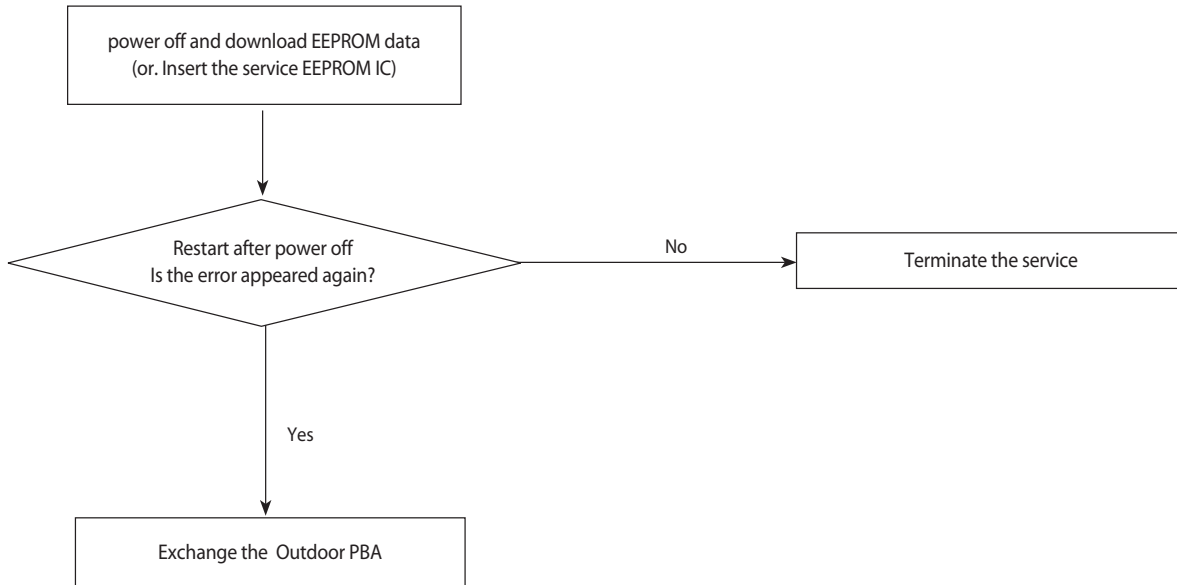 power off and download EEPROM data
(or. Insert the service EEPROM IC)
Restart after power off
Is the error appeared again?
No
Terminate the service
Yes
Exchange the Outdoor PBA